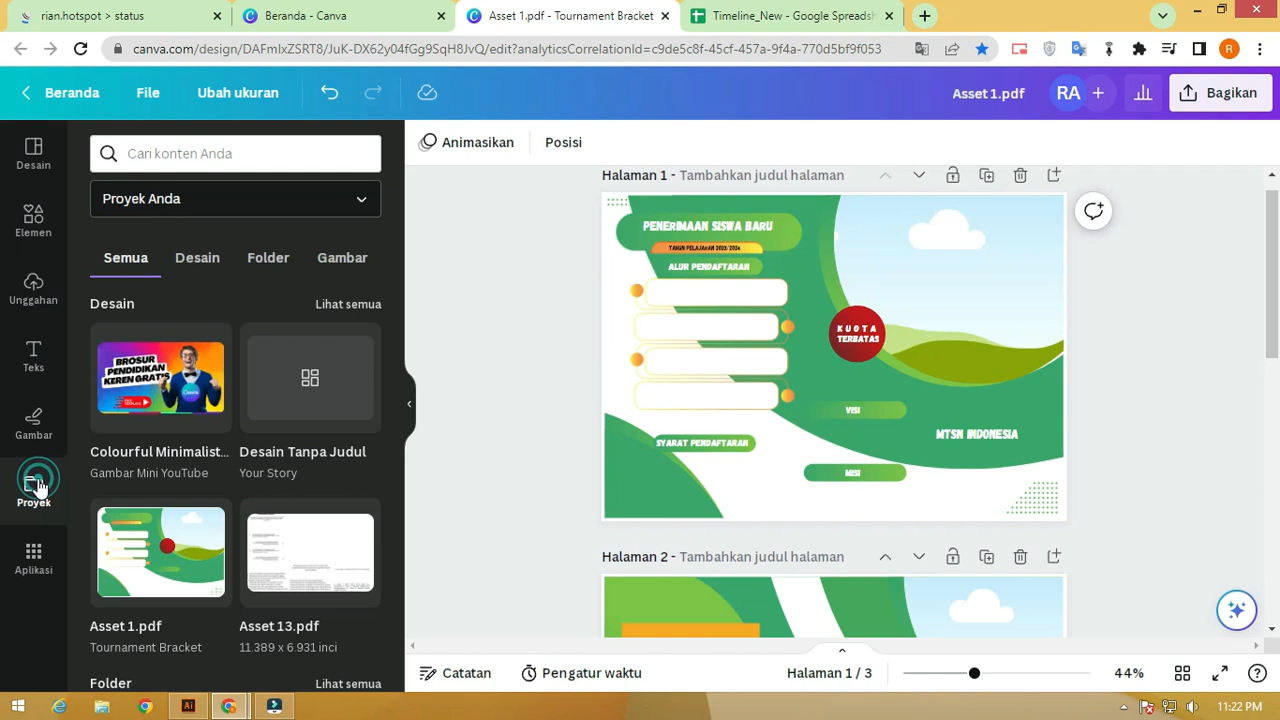 rian.hotspot > status
Beranda - Canva
Asset 1.pdf - Tournament Bracket
Timeline_New - Google Spreads
canva.com/design/DAFmIxZSRT8/JuK-DX62y04fGg9SqH8JvQ/edit?analyticsCorrelationId=c9de5c8f-45cf-457a-9f4a-770d5bf9f053
R
Beranda
File
Ubah ukuran
Asset 1.pdf
RA
Bagikan
Desain
Elemen
Unggahan
Teks
Gambar
Proyek
Aplikasi
Cari konten Anda
Proyek Anda
Semua
Desain
Folder
Gambar
Desain
Lihat semua
BROSUR
PENDIDIKAN
KEREN GRATIS
Colourful Minimalist...
Gambar Mini YouTube
Desain Tanpa Judul
Your Story
Asset 1.pdf
Tournament Bracket
Asset 13.pdf
11.389 x 6.931 inci
Folder
Lihat semua
Animasikan
Posisi
Halaman 1 - Tambahkan judul halaman
PENERIMAAN SISWA BARU
TAHUN PELAJARAN 2023/2024
ALUR PENDAFTARAN
KUOTA
TERBATAS
VISI
MTSN INDONESIA
SYARAT PENDAFTARAN
MISI
Halaman 2 - Tambahkan judul halaman
Catatan
Pengatur waktu
Halaman 1 / 3
44%
Ai
11:22 PM